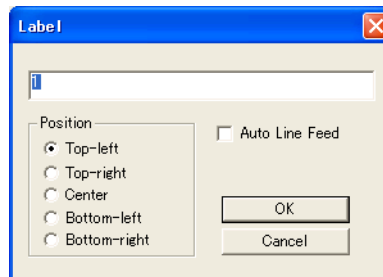 Label
1
Position
Top-left
Top-right
Center
Bottom-left
Bottom-right
Auto Line Feed
OK
Cancel